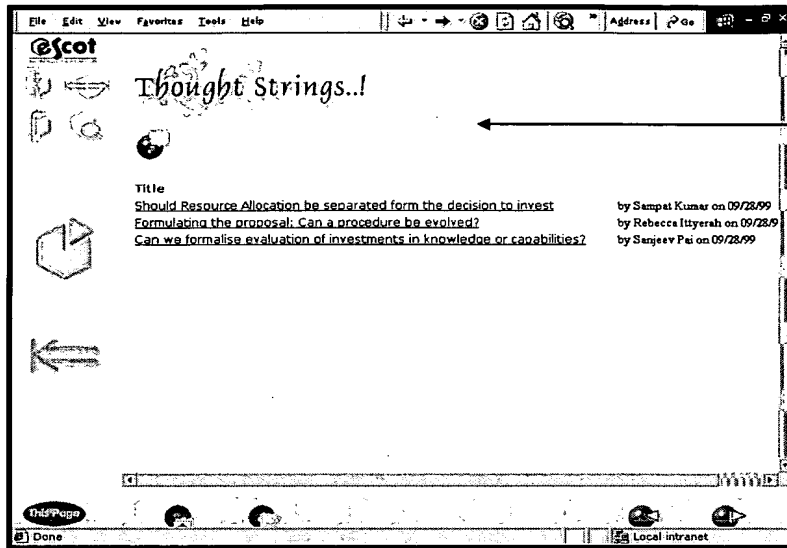 File Edit View Favorites Tools Help » Address Go
eScot
Thought Strings..!
Title
Should Resource Allocation be separated form the decision to invest by Sampat Kumar on 09/28/99
Formulating the proposal: Can a procedure be evolved? by Rebecca Ittyerah on 09/28/9
Can we formalise evaluation of investments in knowledge or capabilities? by Sanjeev Pai on 09/28/99
This Page
Done Local intranet